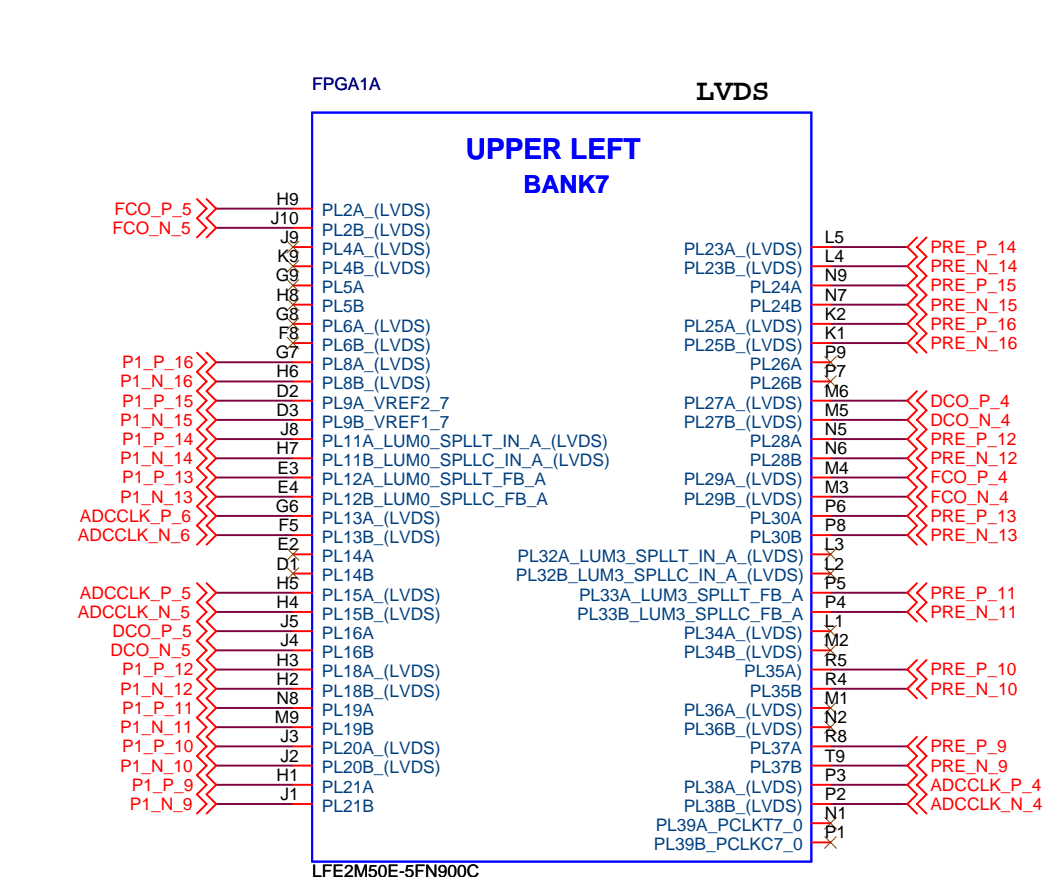 FPGA1A
LVDS
UPPER LEFT
BANK7
FCO_P_5 H9 PL2A_(LVDS)
FCO_N_5 J10 PL2B_(LVDS)
J9 PL4A_(LVDS)
K9 PL4B_(LVDS)
G9 PL5A
H8 PL5B
G8 PL6A_(LVDS)
F8 PL6B_(LVDS)
P1_P_16 G7 PL8A_(LVDS)
P1_N_16 H6 PL8B_(LVDS)
P1_P_15 D2 PL9A_VREF2_7
P1_N_15 D3 PL9B_VREF1_7
P1_P_14 J8 PL11A_LUM0_SPLLT_IN_A_(LVDS)
P1_N_14 H7 PL11B_LUM0_SPLLC_IN_A_(LVDS)
P1_P_13 E3 PL12A_LUM0_SPLLT_FB_A
P1_N_13 E4 PL12B_LUM0_SPLLC_FB_A
ADCCLK_P_6 G6 PL13A_(LVDS)
ADCCLK_N_6 F5 PL13B_(LVDS)
E2 PL14A
D1 PL14B
ADCCLK_P_5 H5 PL15A_(LVDS)
ADCCLK_N_5 H4 PL15B_(LVDS)
DCO_P_5 J5 PL16A
DCO_N_5 J4 PL16B
P1_P_12 H3 PL18A_(LVDS)
P1_N_12 H2 PL18B_(LVDS)
P1_P_11 N8 PL19A
P1_N_11 M9 PL19B
P1_P_10 J3 PL20A_(LVDS)
P1_N_10 J2 PL20B_(LVDS)
P1_P_9 H1 PL21A
P1_N_9 J1 PL21B
PL23A_(LVDS) L5 PRE_P_14
PL23B_(LVDS) L4 PRE_N_14
PL24A N9 PRE_P_15
PL24B N7 PRE_N_15
PL25A_(LVDS) K2 PRE_P_16
PL25B_(LVDS) K1 PRE_N_16
PL26A P9
PL26B P7
PL27A_(LVDS) M6 DCO_P_4
PL27B_(LVDS) M5 DCO_N_4
PL28A N5 PRE_P_12
PL28B N6 PRE_N_12
PL29A_(LVDS) M4 FCO_P_4
PL29B_(LVDS) M3 FCO_N_4
PL30A P6 PRE_P_13
PL30B P8 PRE_N_13
PL32A_LUM3_SPLLT_IN_A_(LVDS) L3
PL32B_LUM3_SPLLC_IN_A_(LVDS) L2
PL33A_LUM3_SPLLT_FB_A P5 PRE_P_11
PL33B_LUM3_SPLLC_FB_A P4 PRE_N_11
PL34A_(LVDS) L1
PL34B_(LVDS) M2
PL35A) R5 PRE_P_10
PL35B R4 PRE_N_10
PL36A_(LVDS) M1
PL36B_(LVDS) N2
PL37A R8 PRE_P_9
PL37B T9 PRE_N_9
PL38A_(LVDS) P3 ADCCLK_P_4
PL38B_(LVDS) P2 ADCCLK_N_4
PL39A_PCLKT7_0 N1
PL39B_PCLKC7_0 P1
LFE2M50E-5FN900C